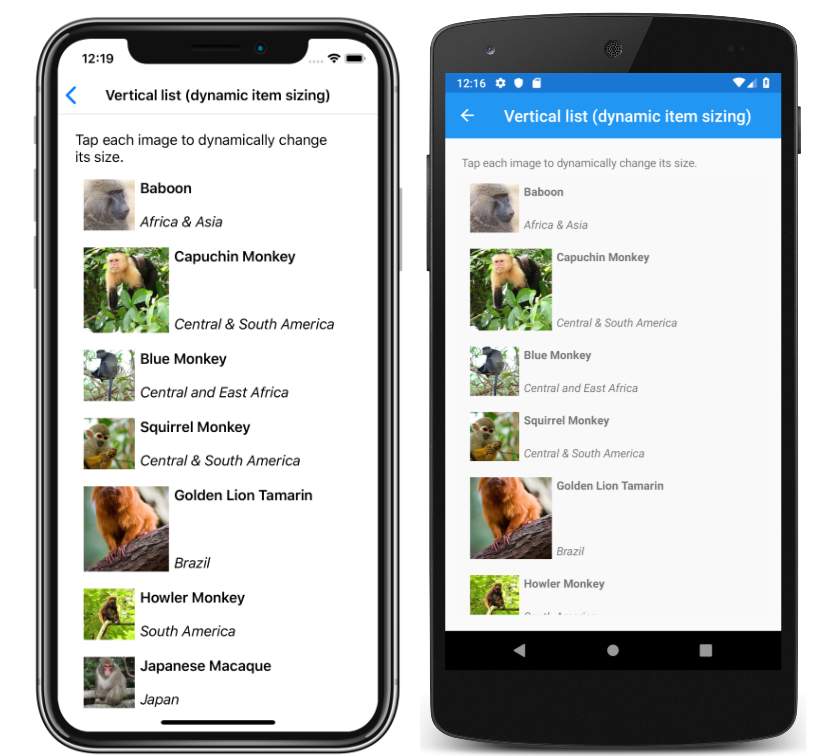 12:19
Vertical list (dynamic item sizing)
Tap each image to dynamically change
its size.
Baboon
Africa & Asia
Capuchin Monkey
Central & South America
Blue Monkey
Central and East Africa
Squirrel Monkey
Central & South America
Golden Lion Tamarin
Brazil
Howler Monkey
South America
Japanese Macaque
Japan
12:16
Vertical list (dynamic item sizing)
Tap each image to dynamically change its size.
Baboon
Africa & Asia
Capuchin Monkey
Central & South America
Blue Monkey
Central and East Africa
Squirrel Monkey
Central & South America
Golden Lion Tamarin
Brazil
Howler Monkey